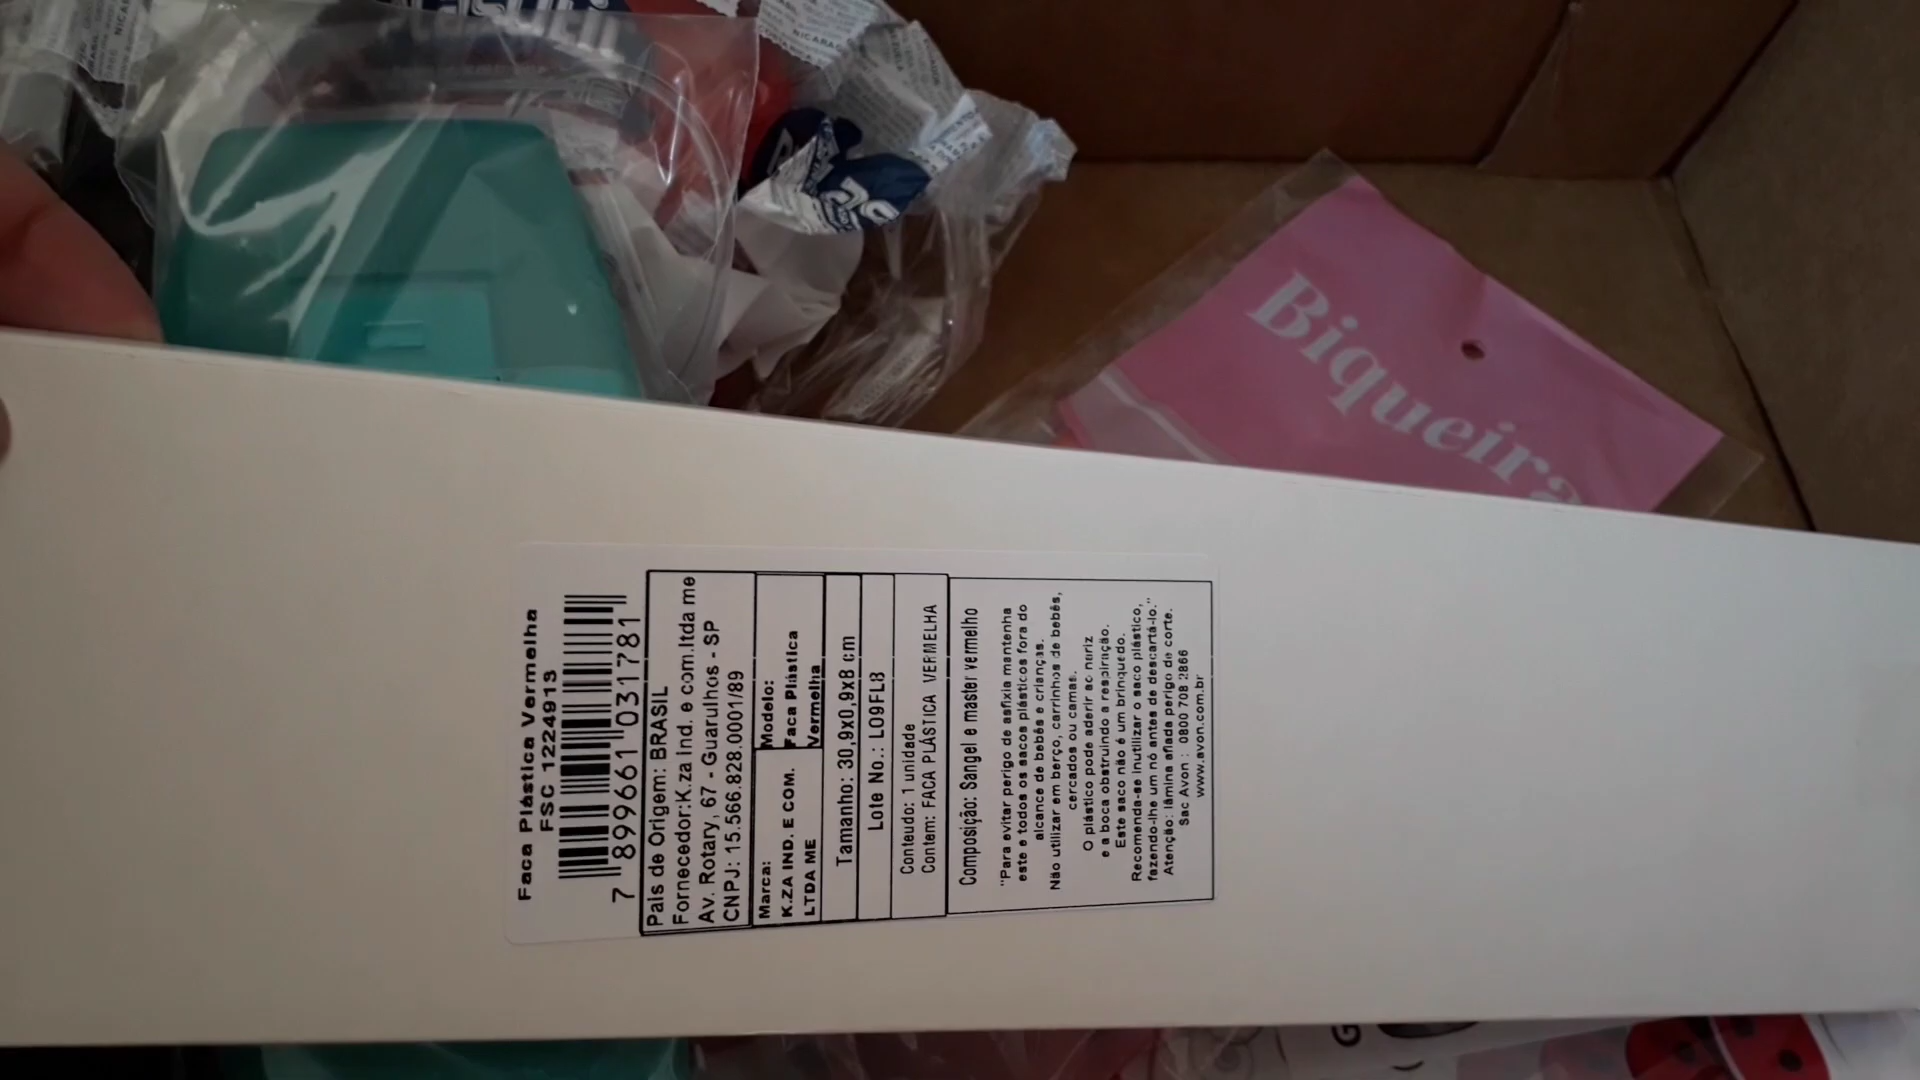 Faca Plástica Vermelha
FSC 1224913
7 899661 031781
Pais de Origem: BRASIL
Fornecedor:K.za Ind. e com.ltda me
Av. Rotary, 67 - Guarulhos - SP
CNPJ: 15.566.828.0001/89
Marca:
K.ZA IND. E COM.
LTDA ME
Modelo:
Faca Plástica
Vermelha
Tamanho: 30,9x0,9x8 cm
Lote No.: L09FL8
Conteudo: 1 unidade
Contem: FACA PLÁSTICA VERMELHA
Composição: Sangel e master vermelho
"Para evitar perigo de asfixia mantenha
este e todos os sacos plásticos fora do
alcance de bebês e crianças.
Não utilizar em berço, carrinhos de bebês,
cercados ou camas.
O plástico pode aderir ao nariz
e a boca obstruindo a respiração.
Este saco não é um brinquedo.
Recomenda-se inutilizar o saco plástico,
fazendo-lhe um nó antes de descartá-lo."
Atenção: lâmina afiada perigo de corte.
Sac Avon : 0800 708 2866
www.avon.com.br
Biqueira
NICARAG